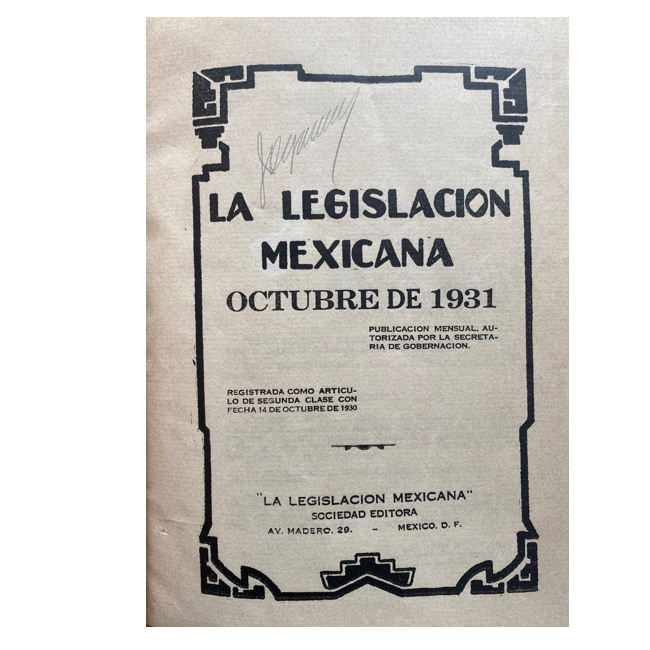 LA LEGISLACION
MEXICANA
OCTUBRE DE 1931
PUBLICACION MENSUAL, AU-
TORIZADA POR LA SECRETA-
RIA DE GOBERNACION.
REGISTRADA COMO ARTICU-
LO DE SEGUNDA CLASE CON
FECHA 14 DE OCTUBRE DE 1930
"LA LEGISLACION MEXICANA"
SOCIEDAD EDITORA
AV. MADERO. 29. – MEXICO, D. F.